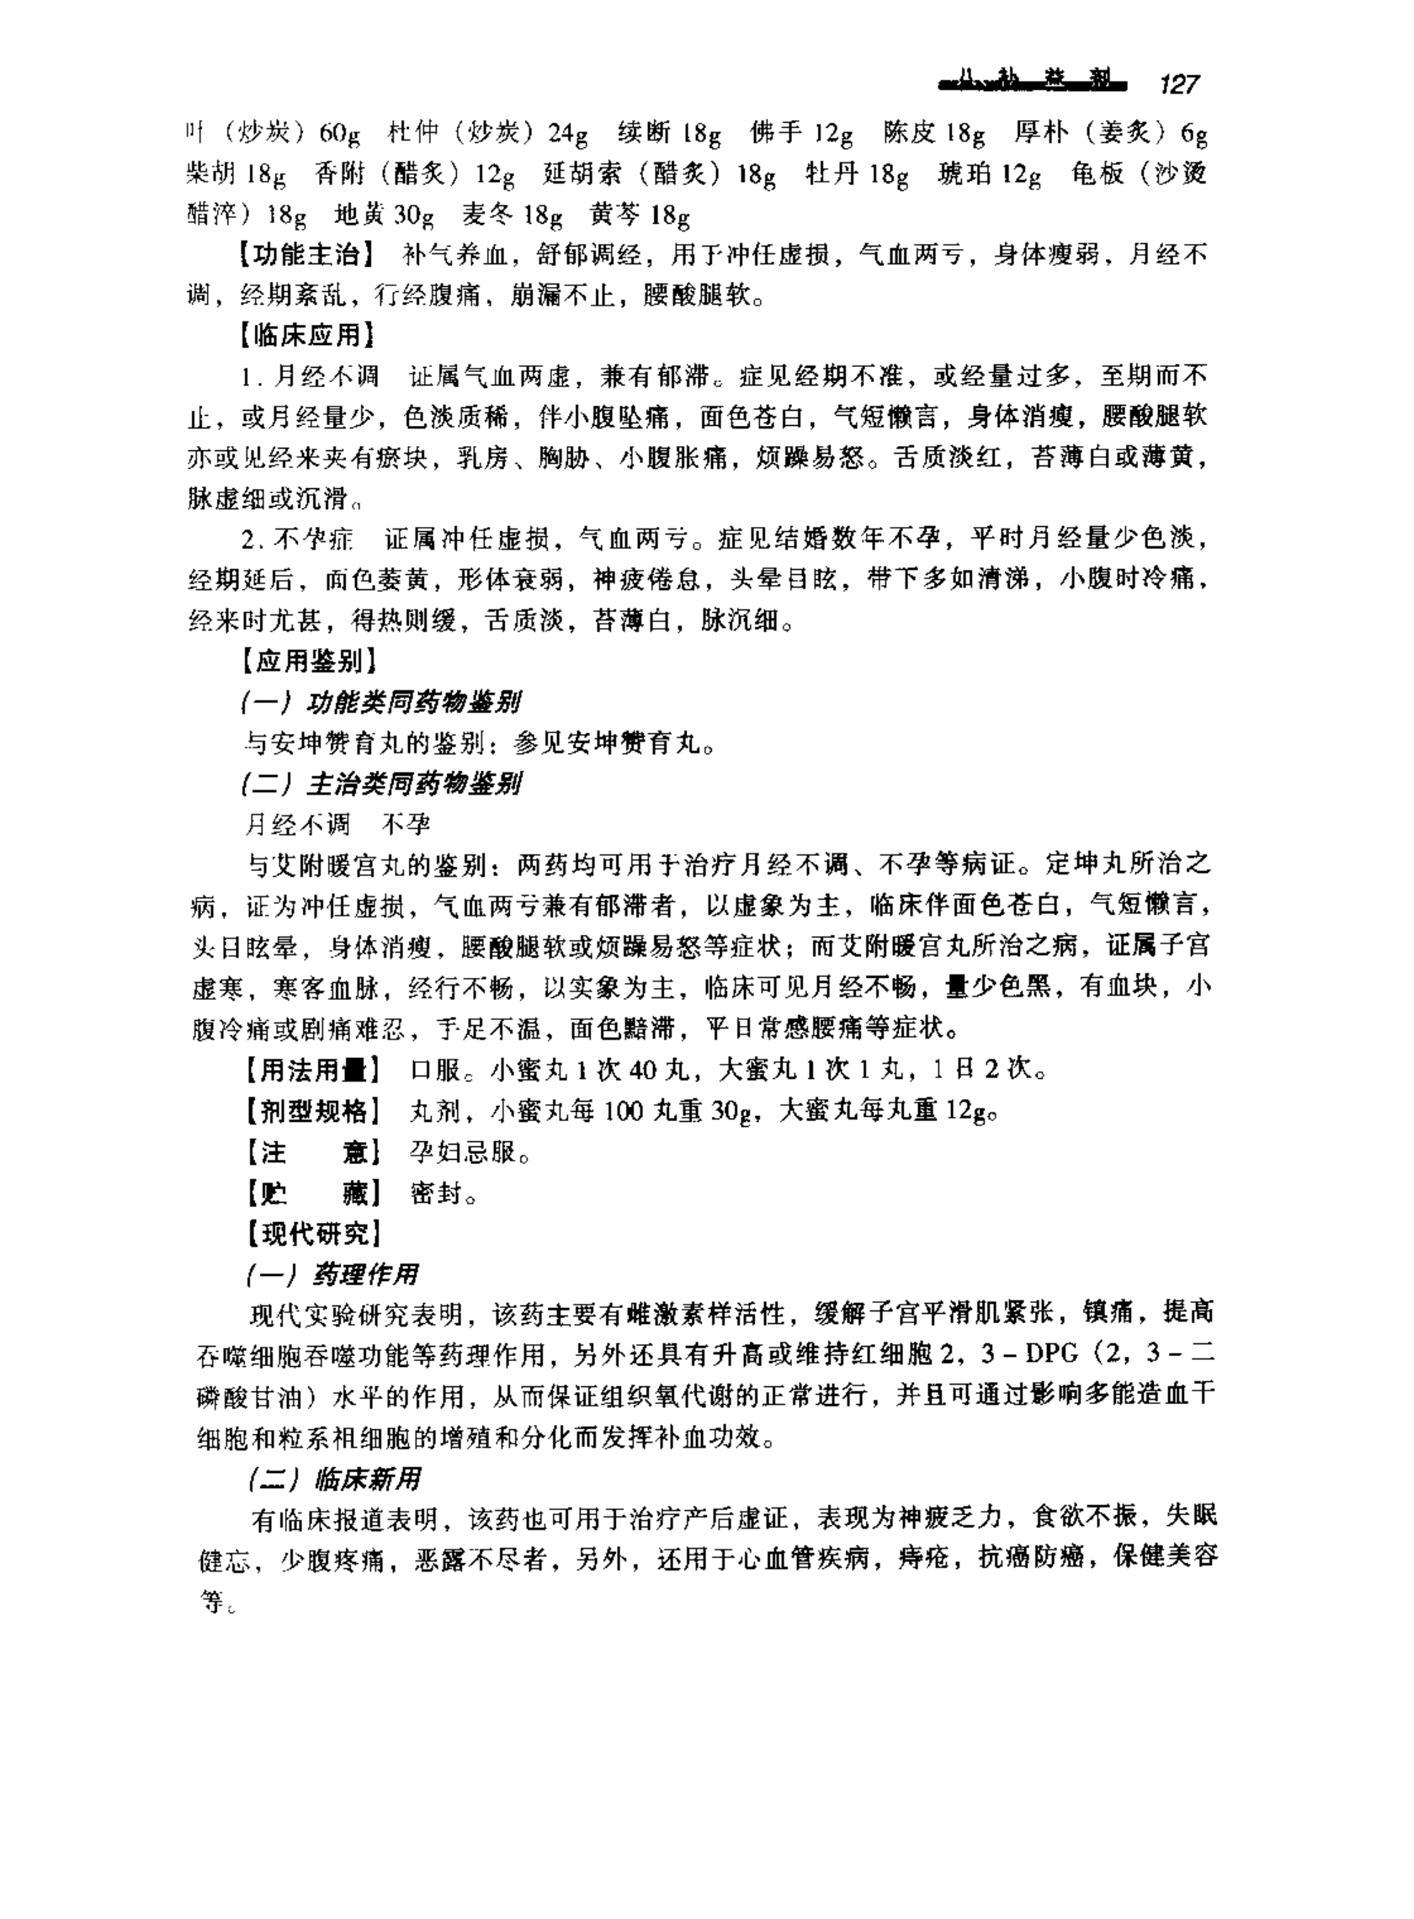 八、补益剂 127
叶（炒炭）60g 杜仲（炒炭）24g 续断 18g 佛手 12g 陈皮 18g 厚朴（姜炙）6g
柴胡 18g 香附（醋炙）12g 延胡索（醋炙）18g 牡丹 18g 琥珀 12g 龟板（沙烫
醋淬）18g 地黄 30g 麦冬 18g 黄芩 18g
【功能主治】 补气养血，舒郁调经，用于冲任虚损，气血两亏，身体瘦弱，月经不
调，经期紊乱，行经腹痛，崩漏不止，腰酸腿软。
【临床应用】
1. 月经不调 证属气血两虚，兼有郁滞。症见经期不准，或经量过多，至期而不
止，或月经量少，色淡质稀，伴小腹坠痛，面色苍白，气短懒言，身体消瘦，腰酸腿软
亦或见经来夹有瘀块，乳房、胸胁、小腹胀痛，烦躁易怒。舌质淡红，苔薄白或薄黄，
脉虚细或沉滑。
2. 不孕症 证属冲任虚损，气血两亏。症见结婚数年不孕，平时月经量少色淡，
经期延后，面色萎黄，形体衰弱，神疲倦怠，头晕目眩，带下多如清涕，小腹时冷痛，
经来时尤甚，得热则缓，舌质淡，苔薄白，脉沉细。
【应用鉴别】
（一）功能类同药物鉴别
与安坤赞育丸的鉴别：参见安坤赞育丸。
（二）主治类同药物鉴别
月经不调 不孕
与艾附暖宫丸的鉴别：两药均可用于治疗月经不调、不孕等病证。定坤丸所治之
病，证为冲任虚损，气血两亏兼有郁滞者，以虚象为主，临床伴面色苍白，气短懒言，
头目眩晕，身体消瘦，腰酸腿软或烦躁易怒等症状；而艾附暖宫丸所治之病，证属子宫
虚寒，寒客血脉，经行不畅，以实象为主，临床可见月经不畅，量少色黑，有血块，小
腹冷痛或剧痛难忍，手足不温，面色黯滞，平日常感腰痛等症状。
【用法用量】 口服。小蜜丸 1 次 40 丸，大蜜丸 1 次 1 丸，1 日 2 次。
【剂型规格】 丸剂，小蜜丸每 100 丸重 30g，大蜜丸每丸重 12g。
【注 意】 孕妇忌服。
【贮 藏】 密封。
【现代研究】
（一）药理作用
现代实验研究表明，该药主要有雌激素样活性，缓解子宫平滑肌紧张，镇痛，提高
吞噬细胞吞噬功能等药理作用，另外还具有升高或维持红细胞 2，3－DPG（2，3－二
磷酸甘油）水平的作用，从而保证组织氧代谢的正常进行，并且可通过影响多能造血干
细胞和粒系祖细胞的增殖和分化而发挥补血功效。
（二）临床新用
有临床报道表明，该药也可用于治疗产后虚证，表现为神疲乏力，食欲不振，失眠
健忘，少腹疼痛，恶露不尽者，另外，还用于心血管疾病，痔疮，抗癌防癌，保健美容
等。